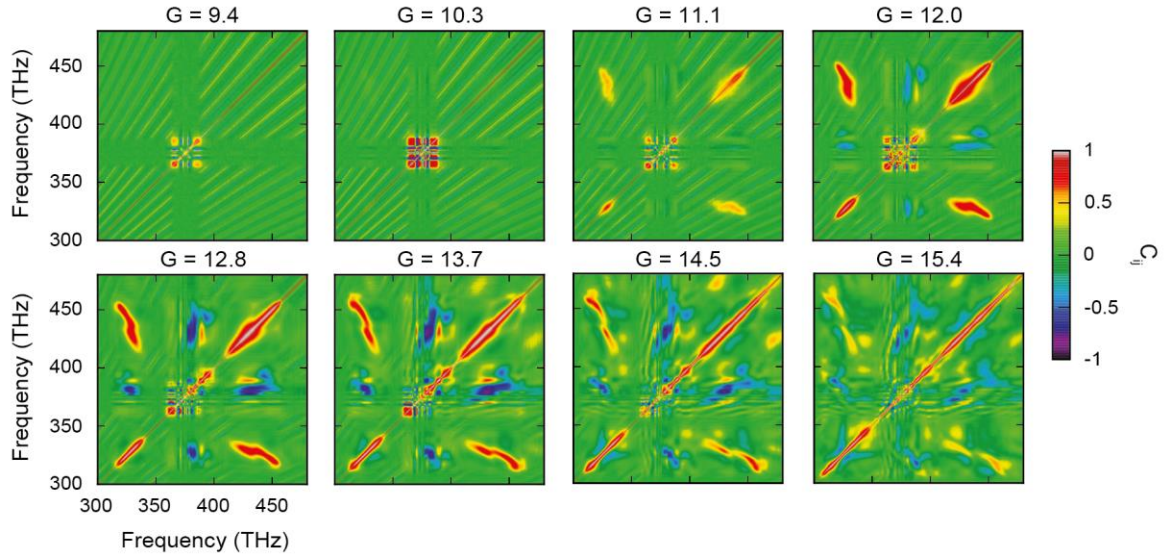 G = 9.4 G = 10.3 G = 11.1 G = 12.0
Frequency (THz)
450
400
350
300
G = 12.8 G = 13.7 G = 14.5 G = 15.4
Frequency (THz)
450
400
350
300
300 350 400 450
Frequency (THz)
1
0.5
0
-0.5
-1
Cij